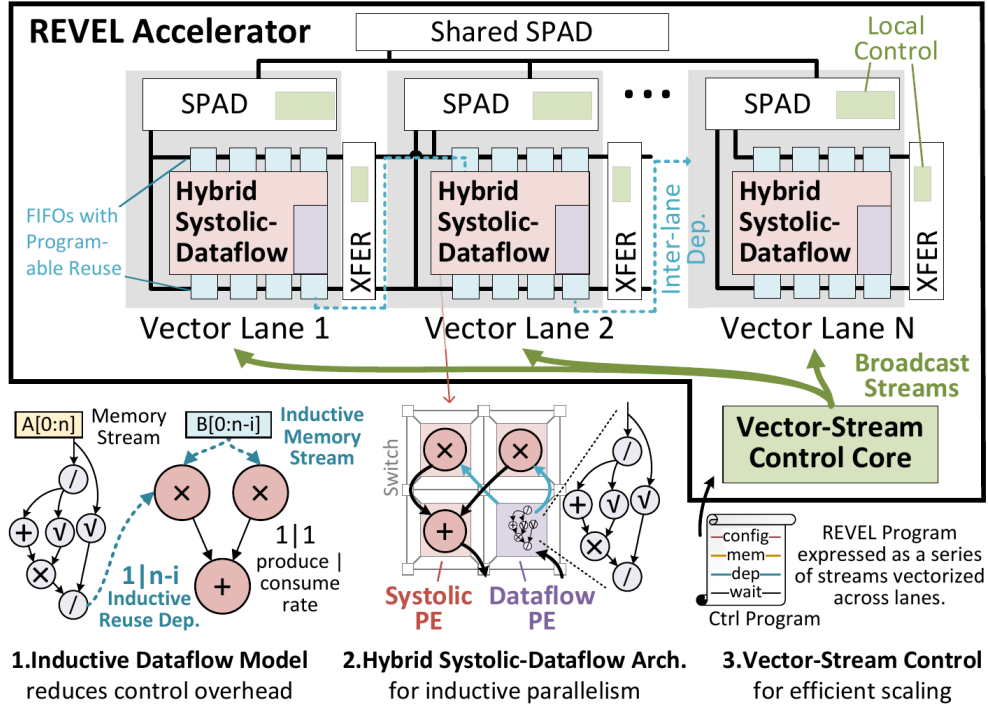 REVEL Accelerator
Shared SPAD
Local
Control
SPAD
SPAD
SPAD
FIFOs with
Program-
able Reuse
Hybrid
Systolic-
Dataflow
XFER
Hybrid
Systolic-
Dataflow
XFER
Inter-lane
Dep.
Hybrid
Systolic-
Dataflow
XFER
Vector Lane 1
Vector Lane 2
Vector Lane N
Broadcast
Streams
Vector-Stream
Control Core
A[0:n]
Memory
Stream
B[0:n-i]
Inductive
Memory
Stream
/
+
√
√
×
/
×
×
+
1|n-i
Inductive
Reuse Dep.
1|1
produce |
consume
rate
Switch
×
×
+
Systolic
PE
Dataflow
PE
/
+
√
√
×
/
config
mem
dep
wait
Ctrl Program
REVEL Program
expressed as a series
of streams vectorized
across lanes.
1.Inductive Dataflow Model
reduces control overhead
2.Hybrid Systolic-Dataflow Arch.
for inductive parallelism
3.Vector-Stream Control
for efficient scaling